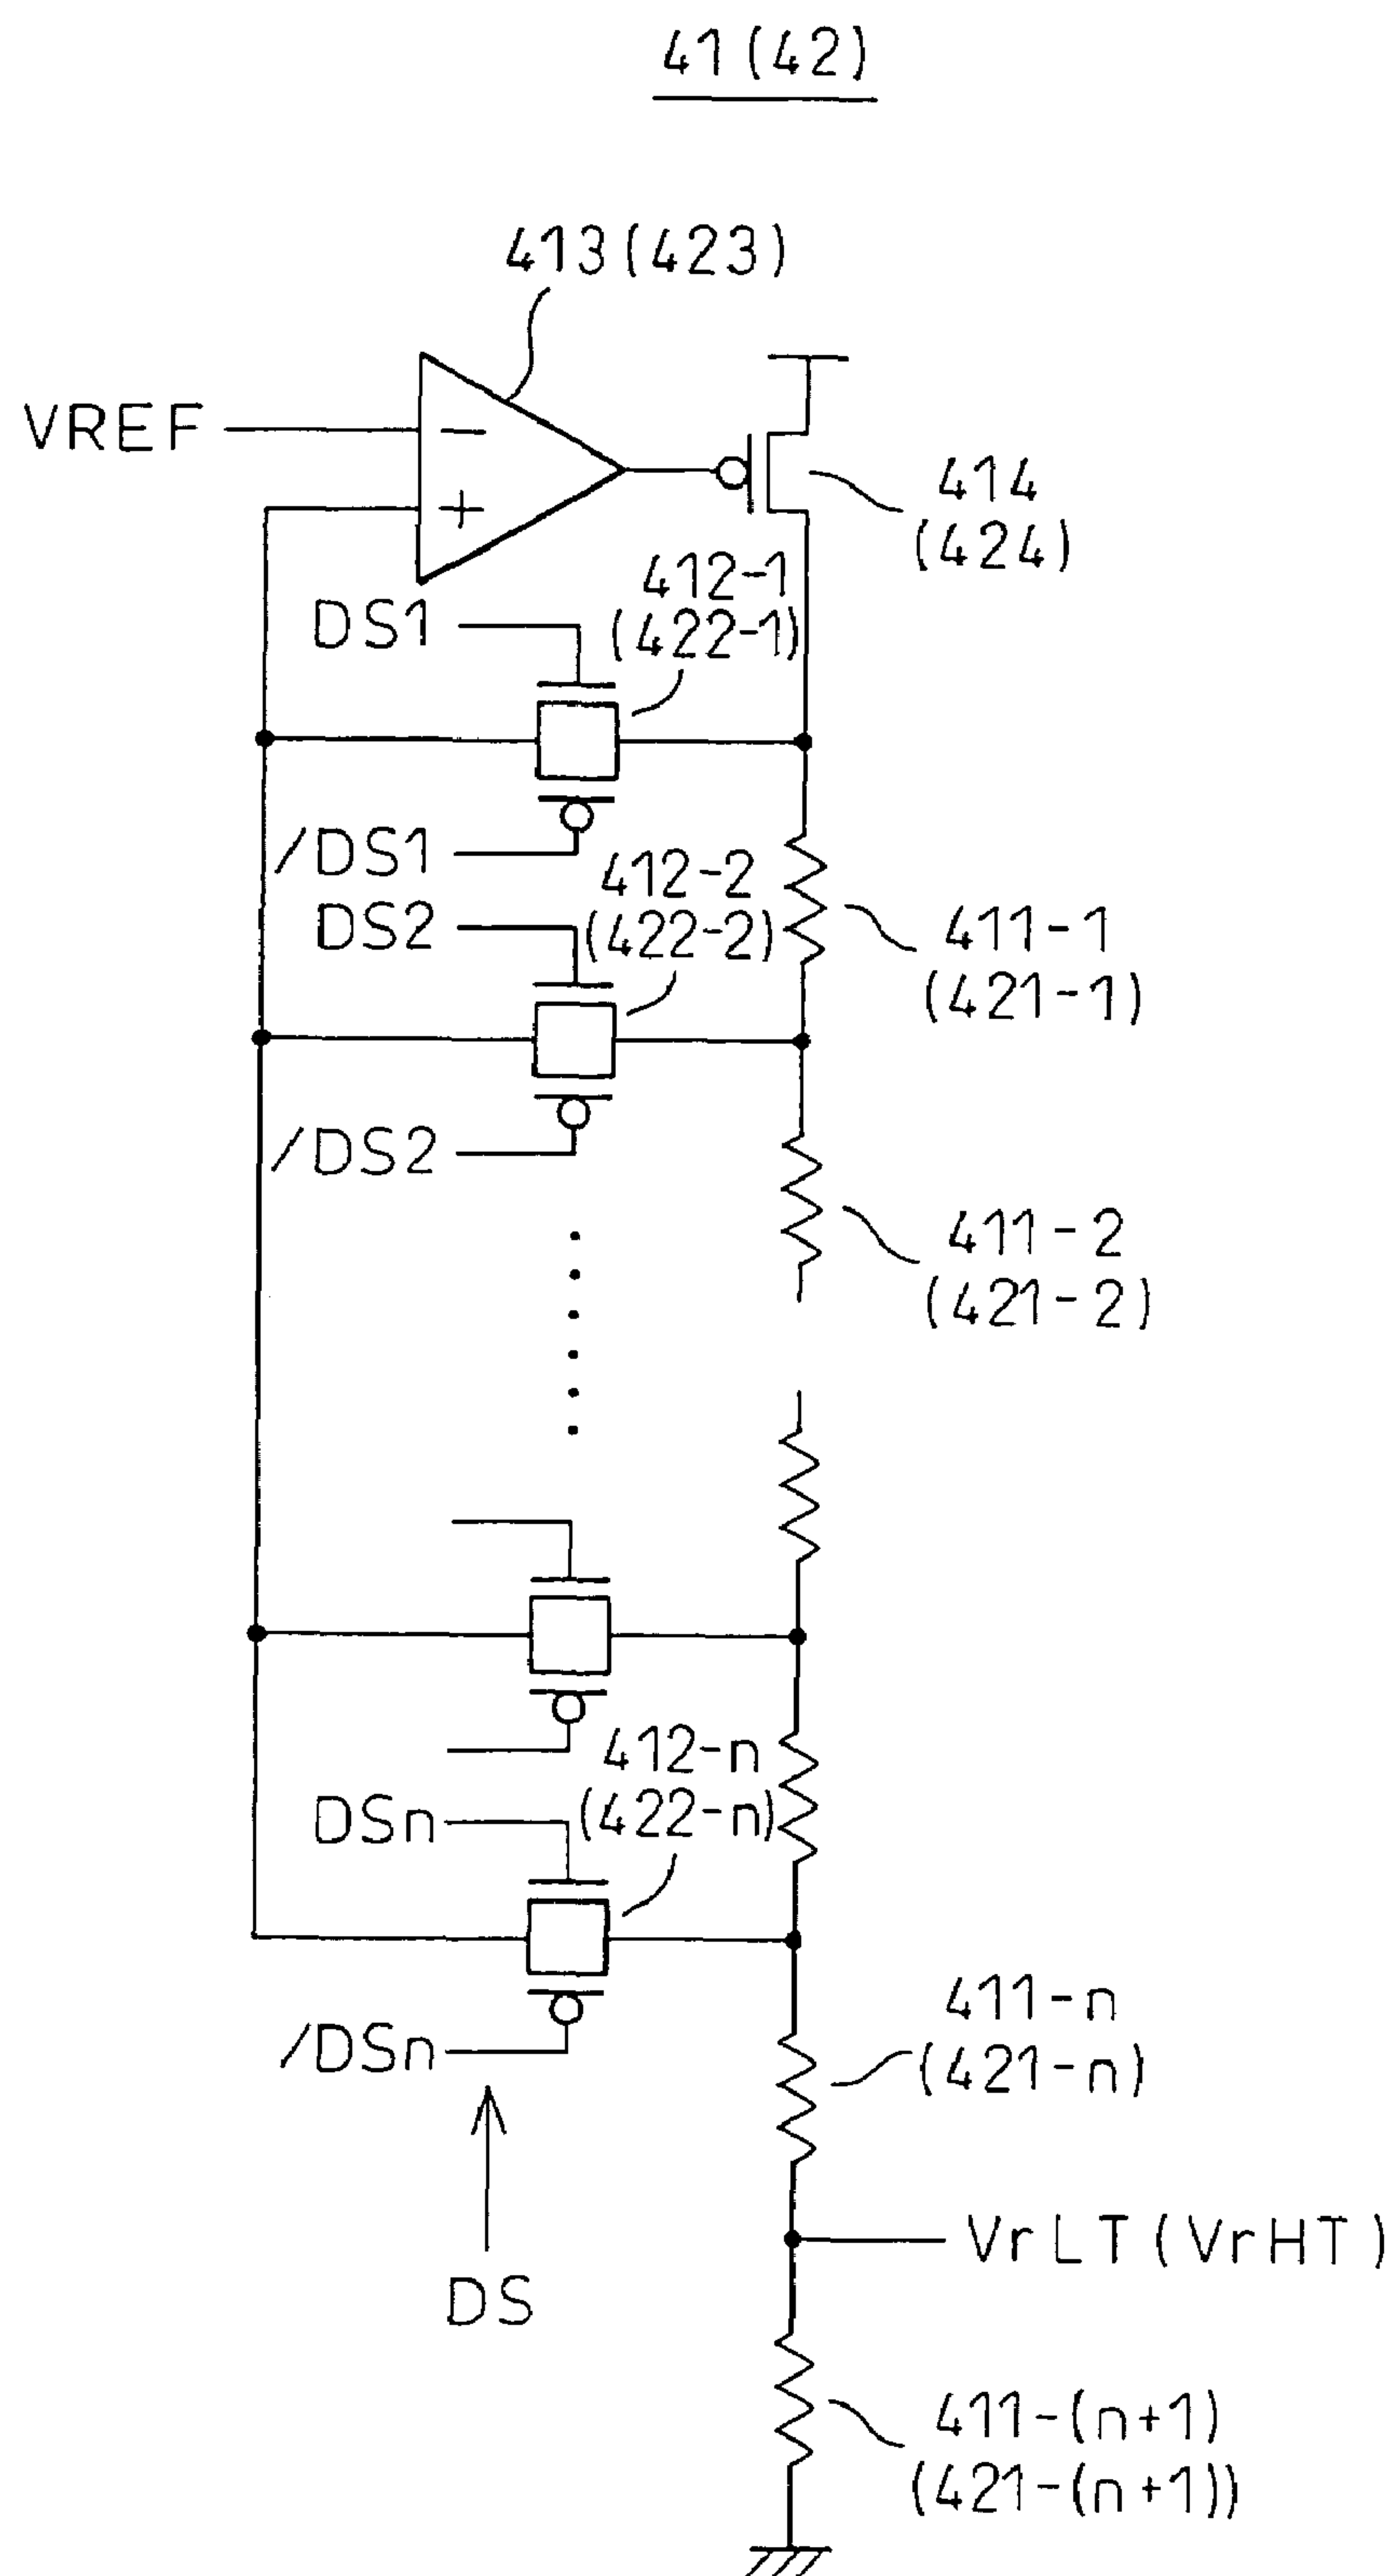 41(42)
413(423)
VREF
−
+
414
(424)
412-1
(422-1)
DS1
/DS1
412-2
(422-2)
DS2
411-1
(421-1)
/DS2
411-2
(421-2)
412-n
(422-n)
DSn
411-n
(421-n)
/DSn
VrLT(VrHT)
DS
411-(n+1)
(421-(n+1))